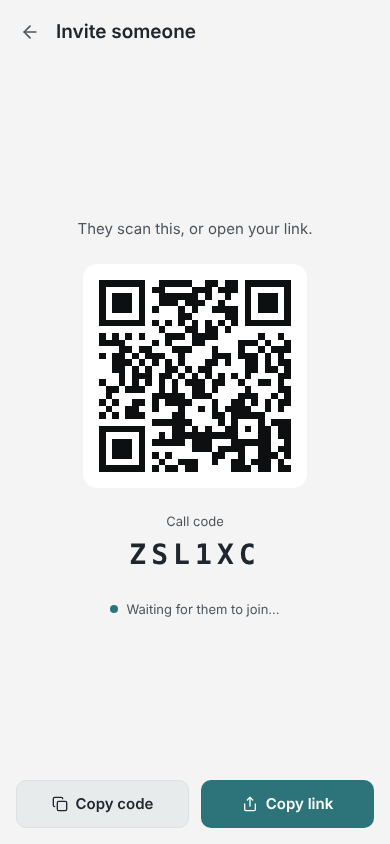 Invite someone
They scan this, or open your link.
Call code
ZSL1XC
Waiting for them to join...
Copy code
Copy link